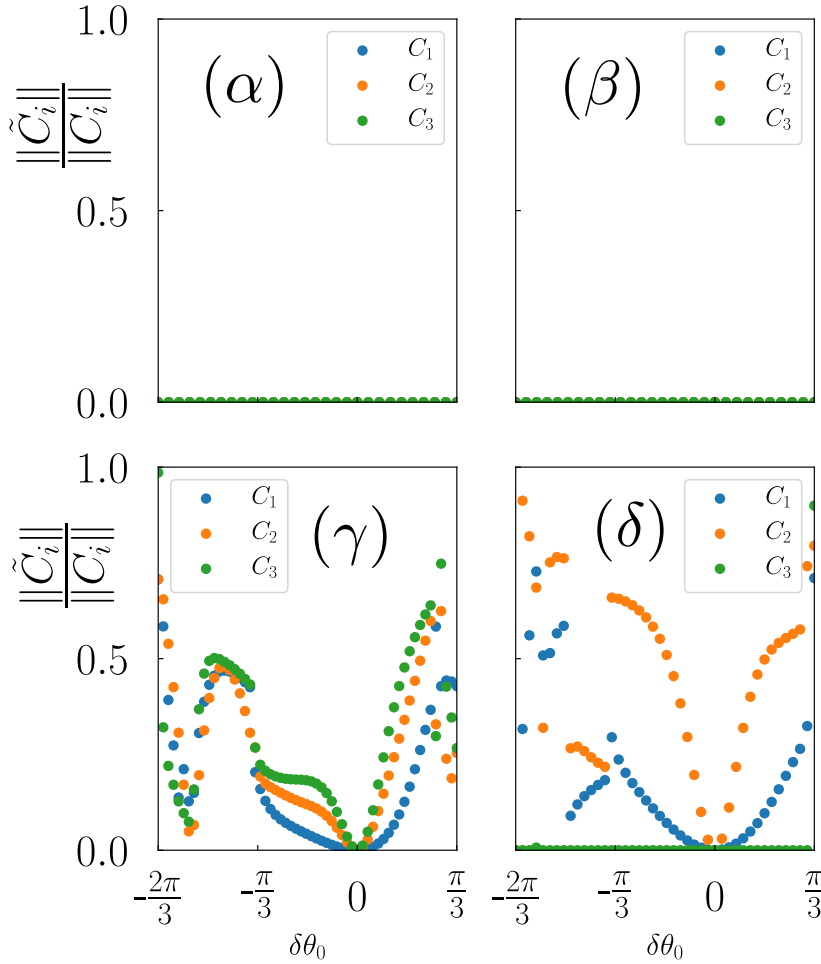 1.0
0.5
0.0
‖C̃ᵢ‖ / ‖Cᵢ‖
(α)
C₁
C₂
C₃
(β)
C₁
C₂
C₃
1.0
0.5
0.0
‖C̃ᵢ‖ / ‖Cᵢ‖
C₁
C₂
C₃
(γ)
(δ)
C₁
C₂
C₃
-2π/3
-π/3
0
π/3
-2π/3
-π/3
0
π/3
δθ₀
δθ₀